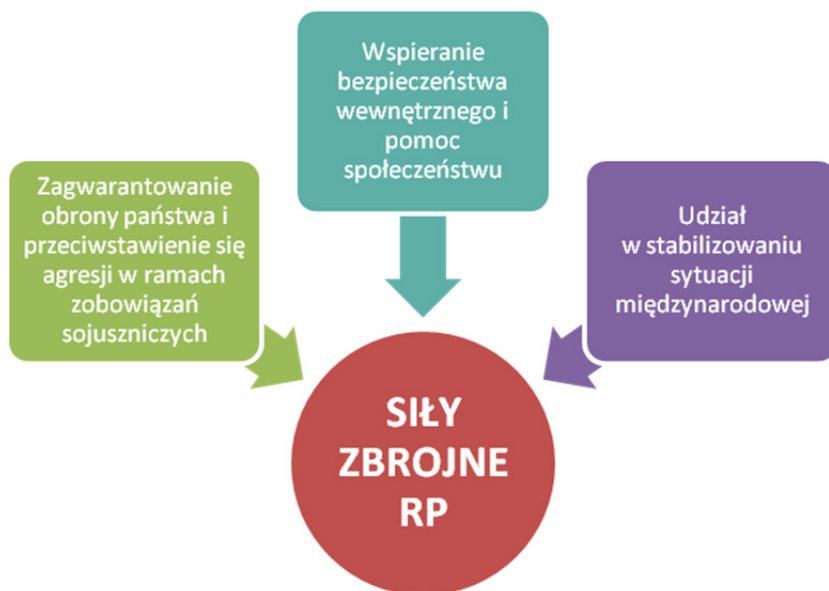 Wspieranie
bezpieczeństwa
wewnętrznego i
pomoc
społeczeństwu
Zagwarantowanie
obrony państwa i
przeciwstawienie się
agresji w ramach
zobowiązań
sojuszniczych
Udział
w stabilizowaniu
sytuacji
międzynarodowej
SIŁY
ZBROJNE
RP